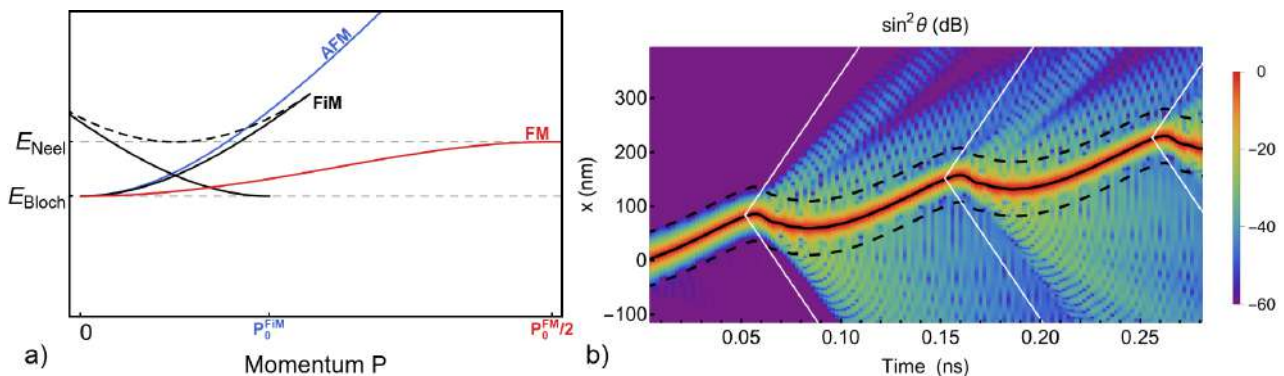 AFM
FiM
E_Neel
FM
E_Bloch
0
P_0^FiM
P_0^FM/2
a)
Momentum P
sin²θ (dB)
x (nm)
300
200
100
0
−100
0.05
0.10
0.15
0.20
0.25
b)
Time (ns)
0
−20
−40
−60